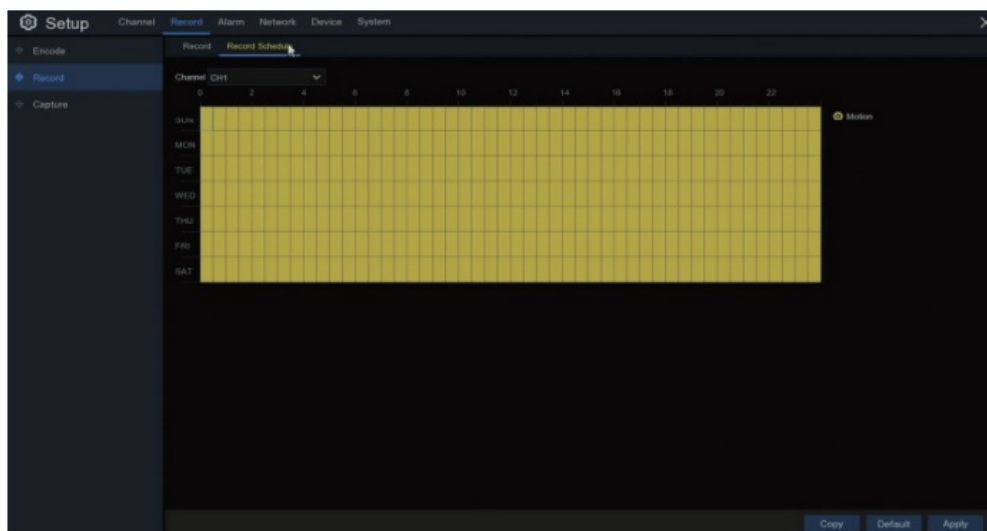 Setup Channel Record Alarm Network Device System
Encode
Record
Capture
Record Record Schedule
Channel CH1
0 2 4 6 8 10 12 14 16 18 20 22
SUN
MON
TUE
WED
THU
FRI
SAT
Motion
Copy Default Apply